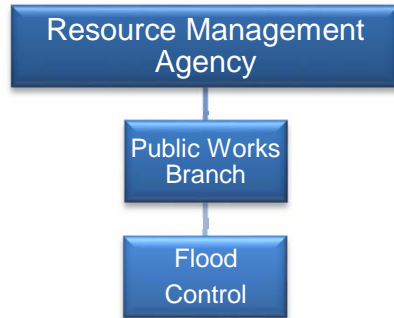 Resource Management
Agency
Public Works
Branch
Flood
Control